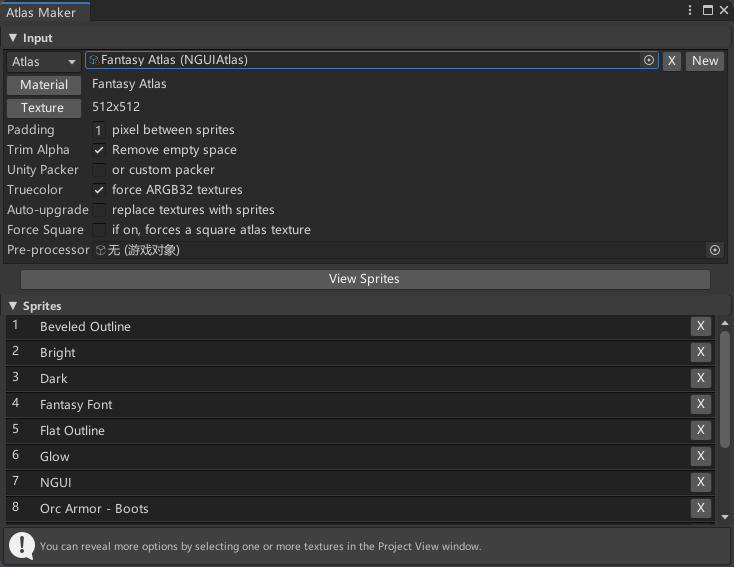 Atlas Maker
▼ Input
Atlas Fantasy Atlas (NGUIAtlas) X New
Material Fantasy Atlas
Texture 512x512
Padding 1 pixel between sprites
Trim Alpha Remove empty space
Unity Packer or custom packer
Truecolor force ARGB32 textures
Auto-upgrade replace textures with sprites
Force Square if on, forces a square atlas texture
Pre-processor 无 (游戏对象)
View Sprites
▼ Sprites
1 Beveled Outline X
2 Bright X
3 Dark X
4 Fantasy Font X
5 Flat Outline X
6 Glow X
7 NGUI X
8 Orc Armor - Boots X
You can reveal more options by selecting one or more textures in the Project View window.